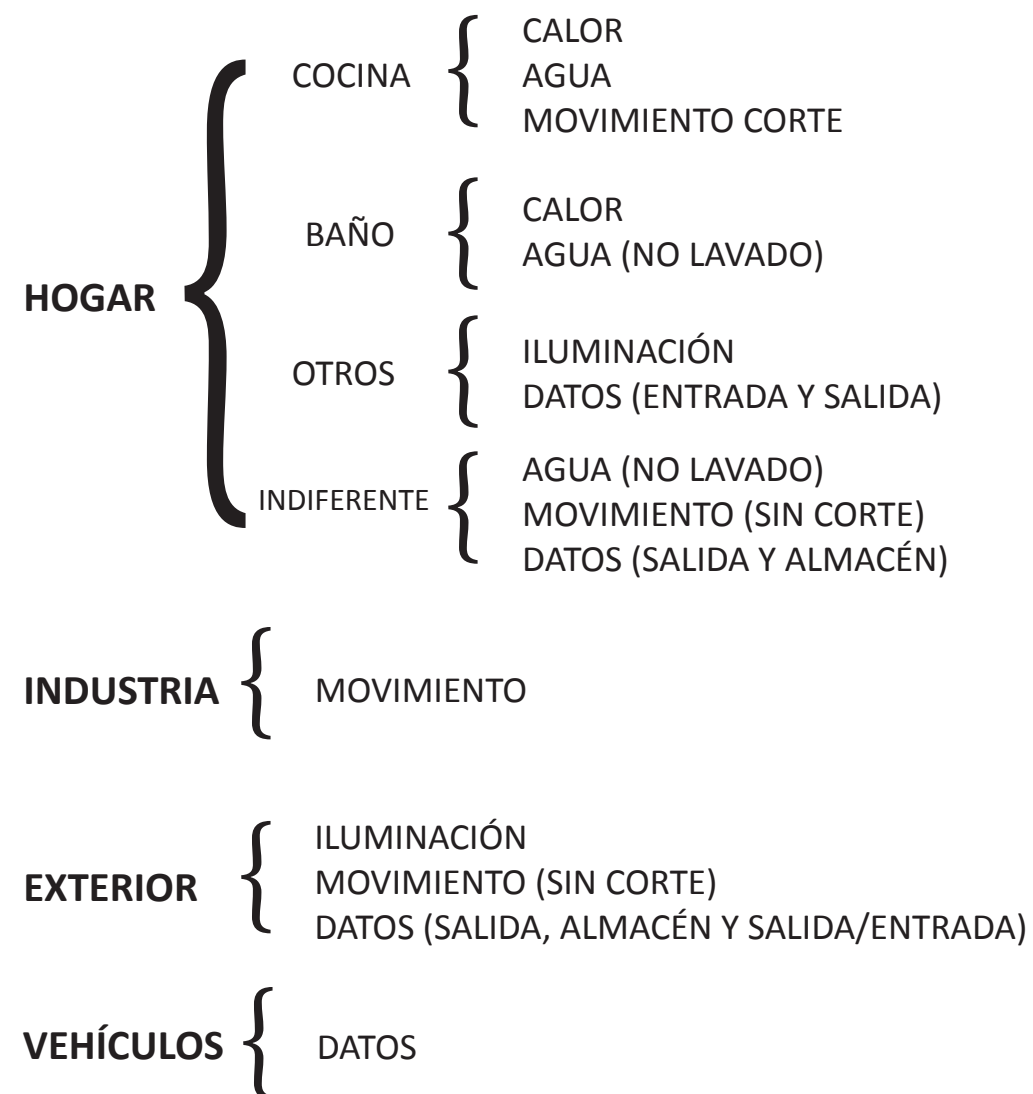 HOGAR
COCINA
CALOR
AGUA
MOVIMIENTO CORTE
BAÑO
CALOR
AGUA (NO LAVADO)
OTROS
ILUMINACIÓN
DATOS (ENTRADA Y SALIDA)
INDIFERENTE
AGUA (NO LAVADO)
MOVIMIENTO (SIN CORTE)
DATOS (SALIDA Y ALMACÉN)
INDUSTRIA
MOVIMIENTO
EXTERIOR
ILUMINACIÓN
MOVIMIENTO (SIN CORTE)
DATOS (SALIDA, ALMACÉN Y SALIDA/ENTRADA)
VEHÍCULOS
DATOS